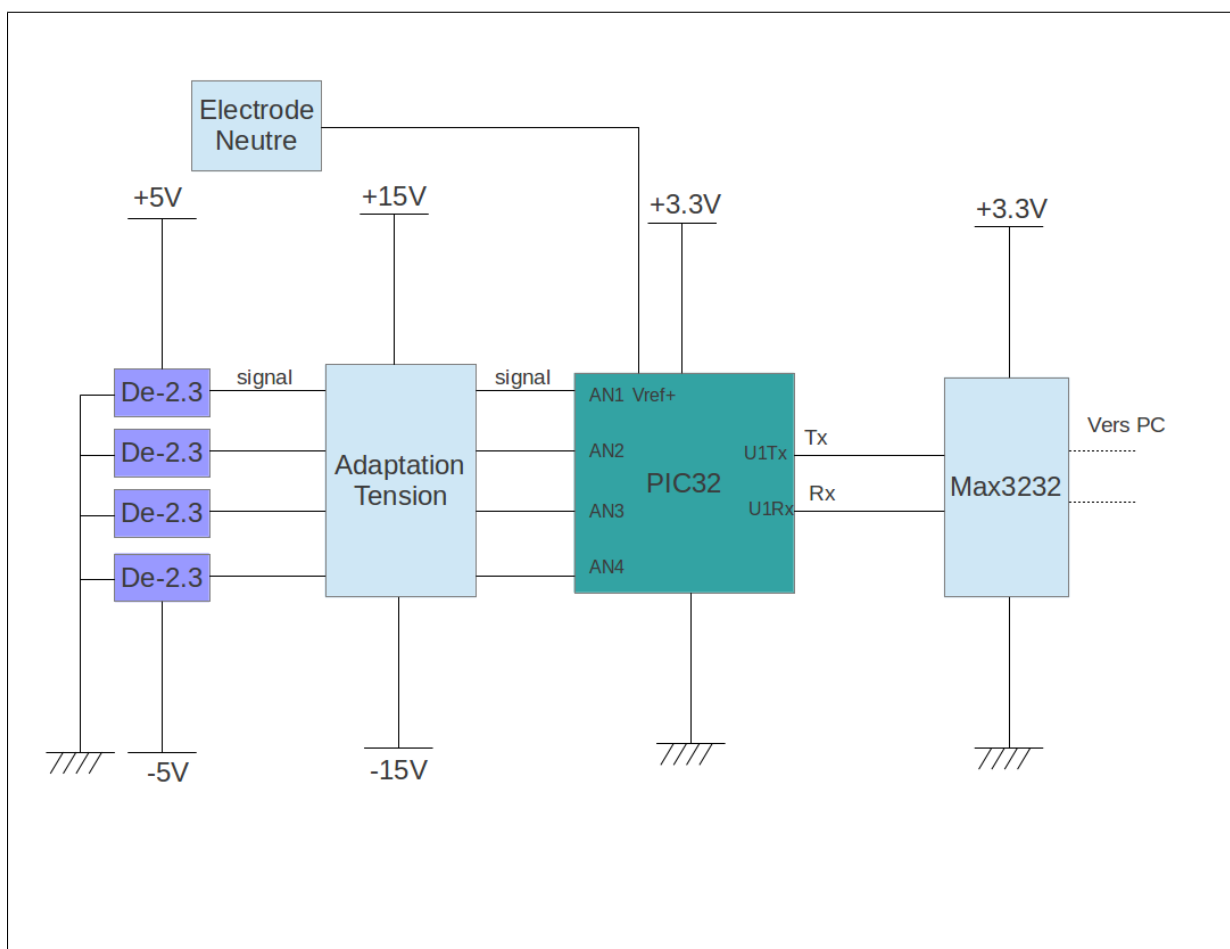 Electrode
Neutre
+5V
+15V
+3.3V
+3.3V
De-2.3
signal
signal
AN1 Vref+
De-2.3
AN2
U1Tx
Tx
Vers PC
De-2.3
Adaptation
Tension
AN3
PIC32
U1Rx
Rx
Max3232
De-2.3
AN4
-5V
-15V